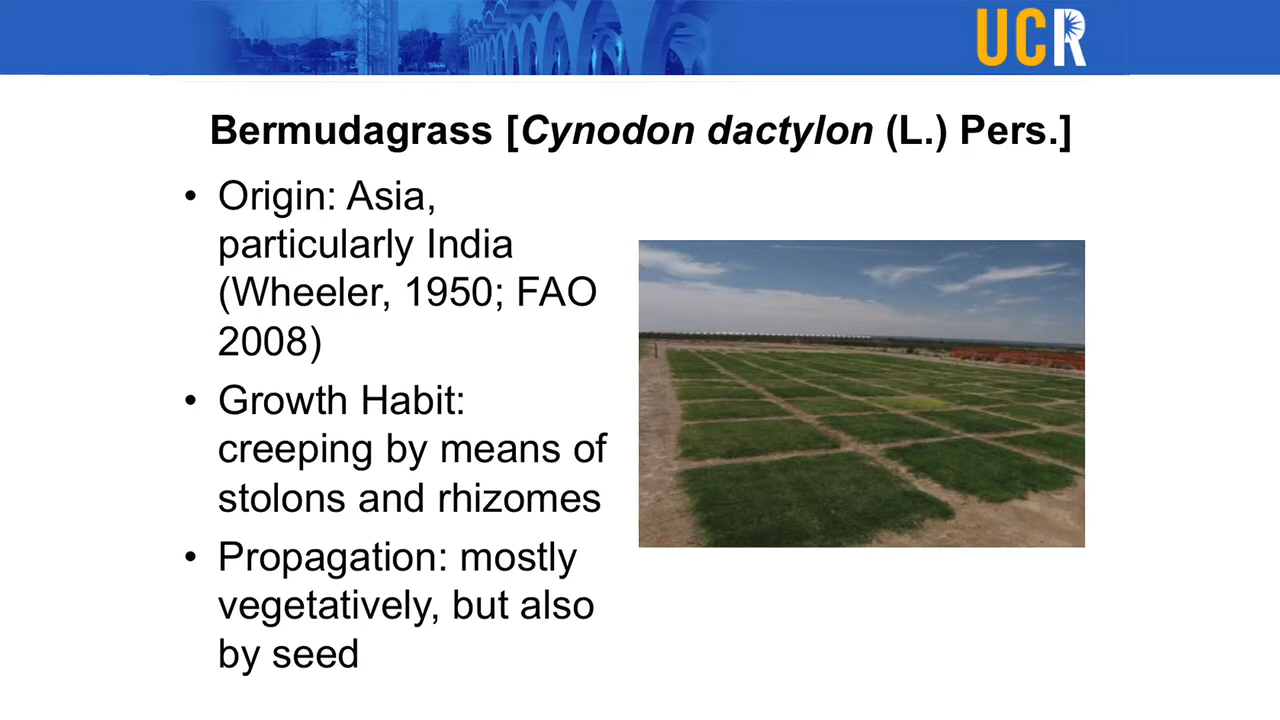 UCR
Bermudagrass [Cynodon dactylon (L.) Pers.]
• Origin: Asia,
particularly India
(Wheeler, 1950; FAO
2008)
• Growth Habit:
creeping by means of
stolons and rhizomes
• Propagation: mostly
vegetatively, but also
by seed